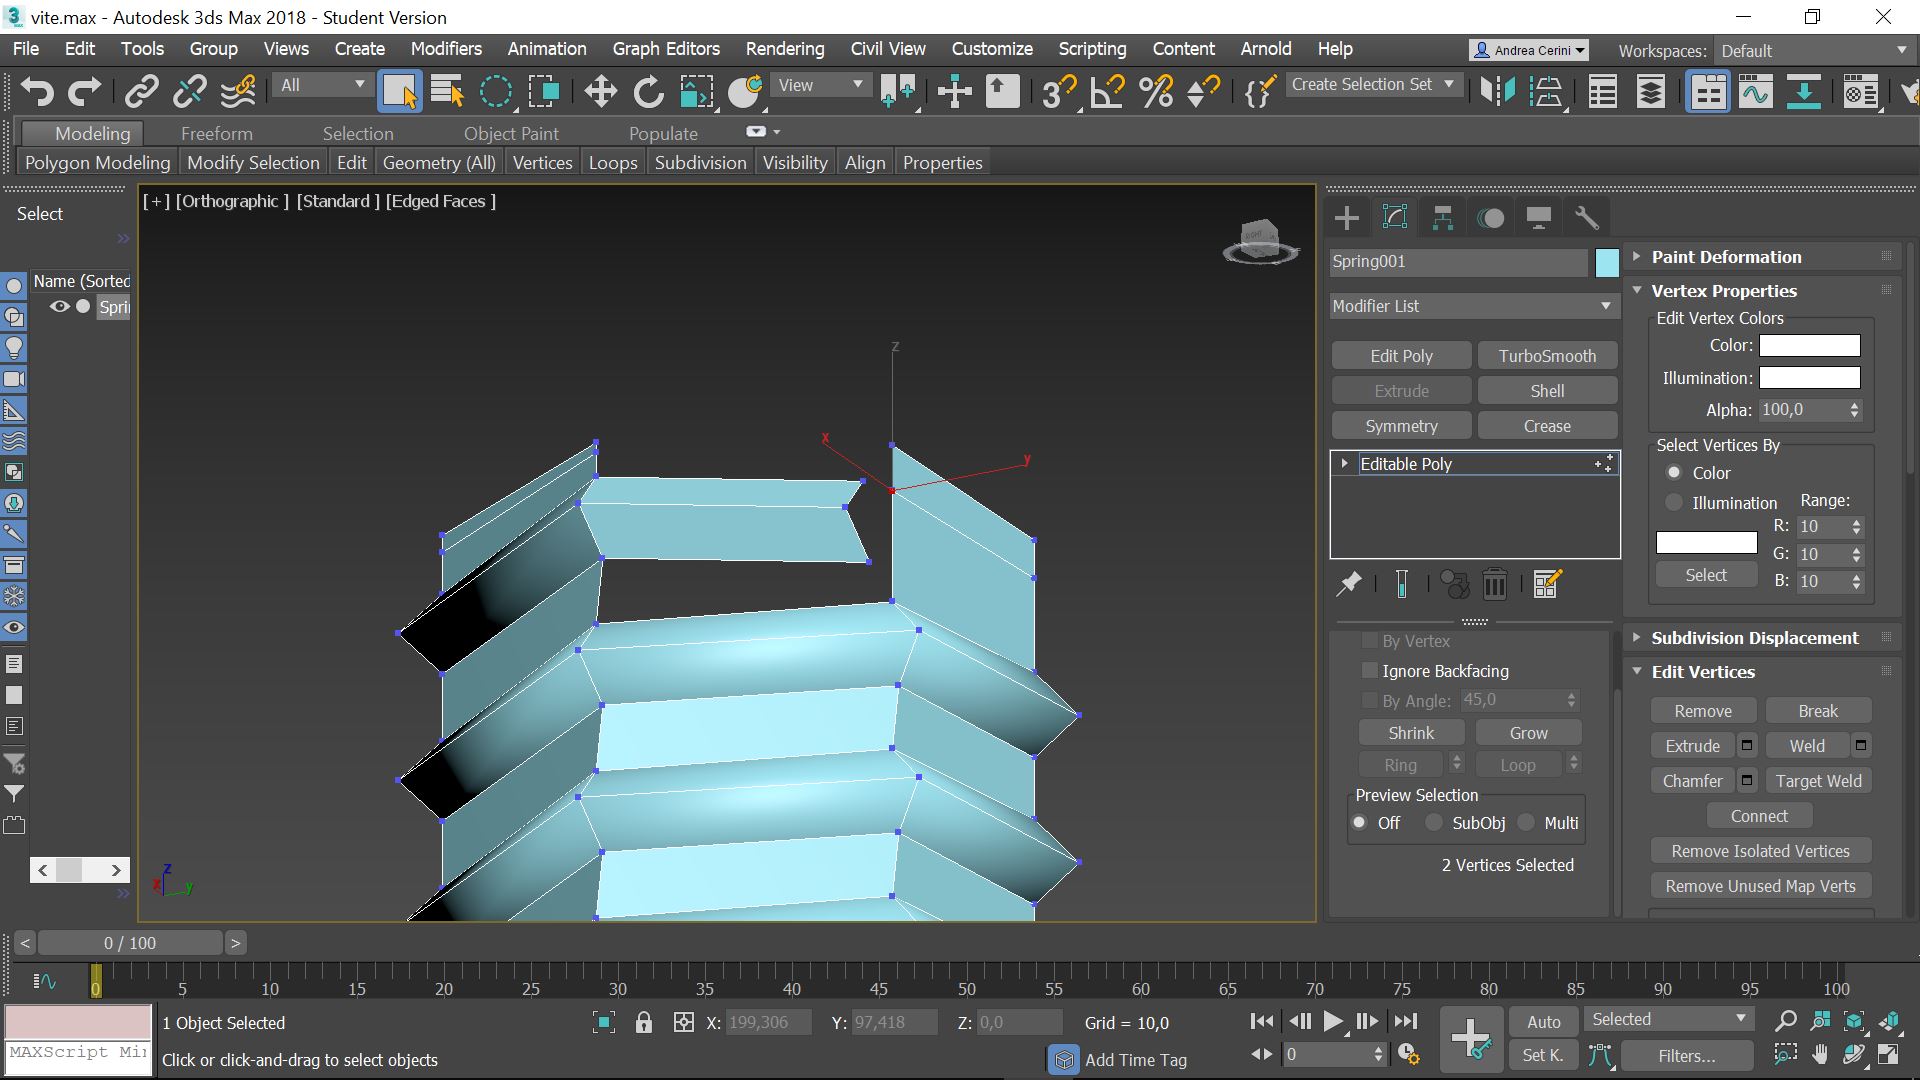 vite.max - Autodesk 3ds Max 2018 - Student Version
File Edit Tools Group Views Create Modifiers Animation Graph Editors Rendering Civil View Customize Scripting Content Arnold Help Andrea Cerini Workspaces: Default
All View 3 Create Selection Set
Modeling Freeform Selection Object Paint Populate
Polygon Modeling Modify Selection Edit Geometry (All) Vertices Loops Subdivision Visibility Align Properties
Select
Name (Sorted
Spri
[+] [Orthographic ] [Standard ] [Edged Faces ]
RIGHT
z
x
y
z
x
y
Spring001
Modifier List
Edit Poly TurboSmooth
Extrude Shell
Symmetry Crease
Editable Poly
By Vertex
Ignore Backfacing
By Angle: 45,0
Shrink Grow
Ring Loop
Preview Selection
Off SubObj Multi
2 Vertices Selected
Paint Deformation
Vertex Properties
Edit Vertex Colors
Color:
Illumination:
Alpha: 100,0
Select Vertices By
Color
Illumination Range:
R: 10
G: 10
Select B: 10
Subdivision Displacement
Edit Vertices
Remove Break
Extrude Weld
Chamfer Target Weld
Connect
Remove Isolated Vertices
Remove Unused Map Verts
< 0 / 100 >
0 5 10 15 20 25 30 35 40 45 50 55 60 65 70 75 80 85 90 95 100
1 Object Selected X: 199,306 Y: 97,418 Z: 0,0 Grid = 10,0 Auto Selected
MAXScript Mi Click or click-and-drag to select objects Add Time Tag 0 Set K. Filters...